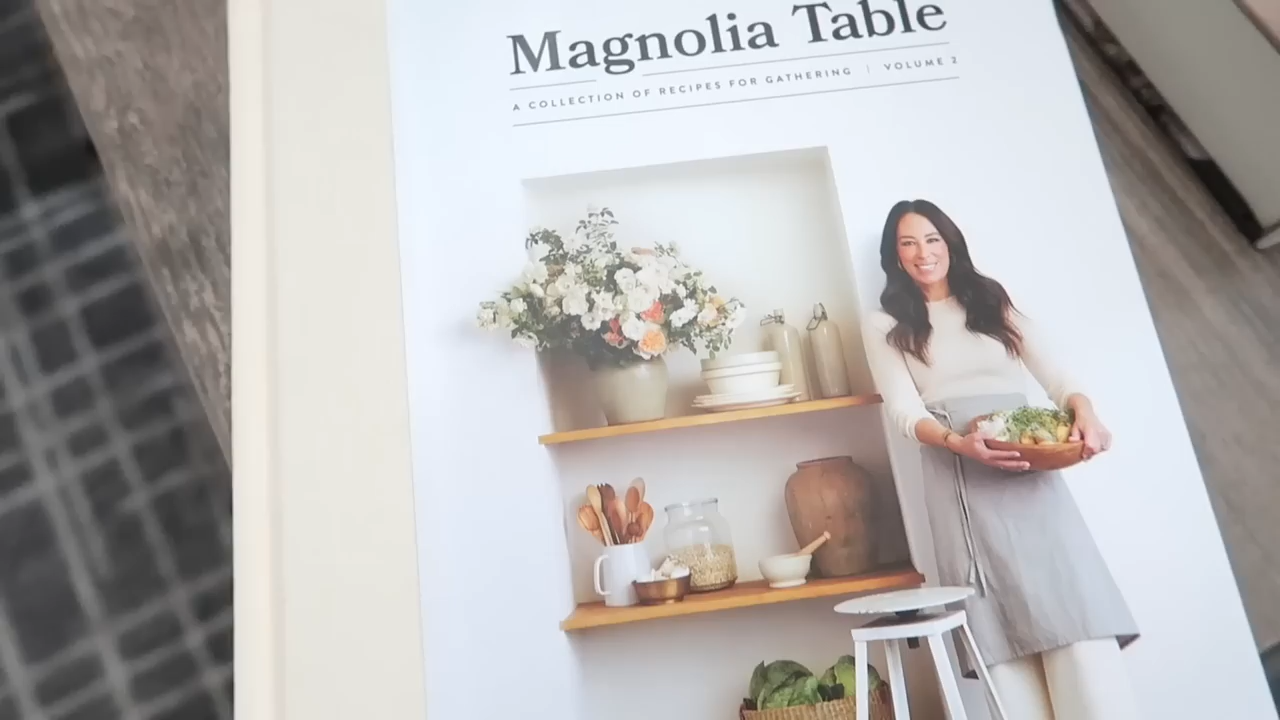 Magnolia Table
A COLLECTION OF RECIPES FOR GATHERING | VOLUME 2